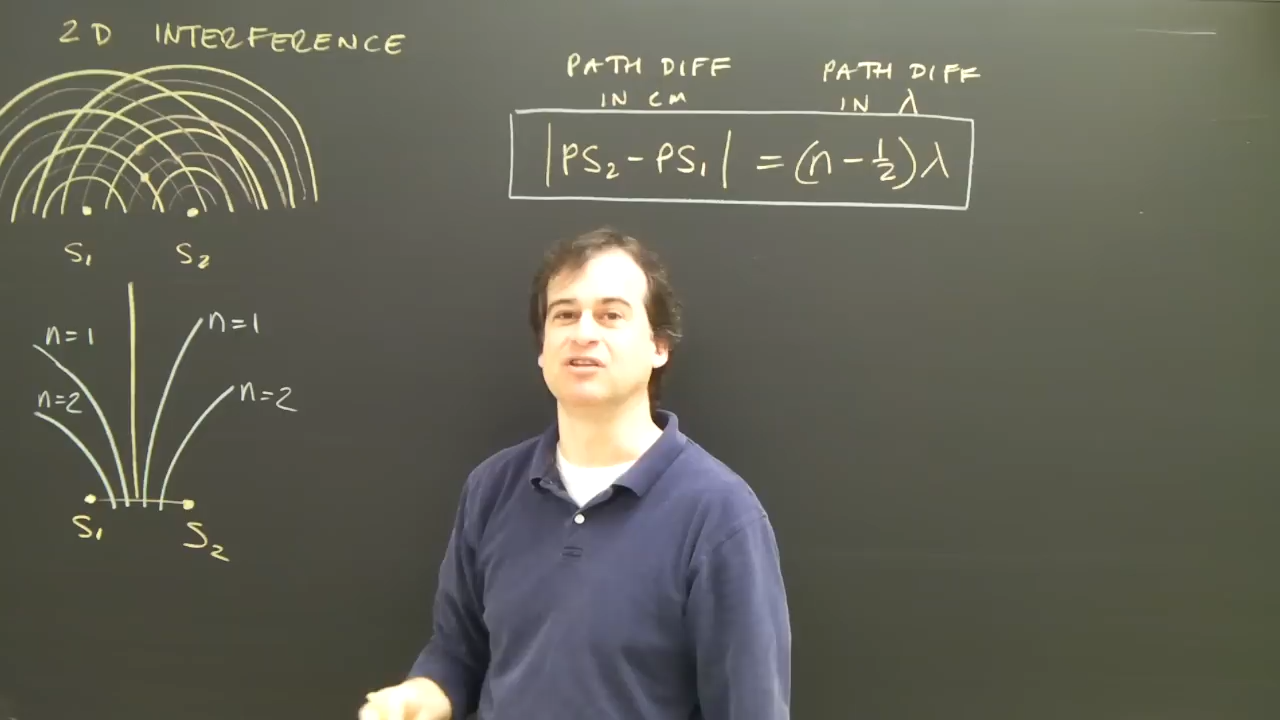 2D INTERFERENCE
S₁ S₂
n=1 n=1
n=2 n=2
S₁ S₂
PATH DIFF IN CM
PATH DIFF IN λ
|PS₂-PS₁| = (n-½)λ